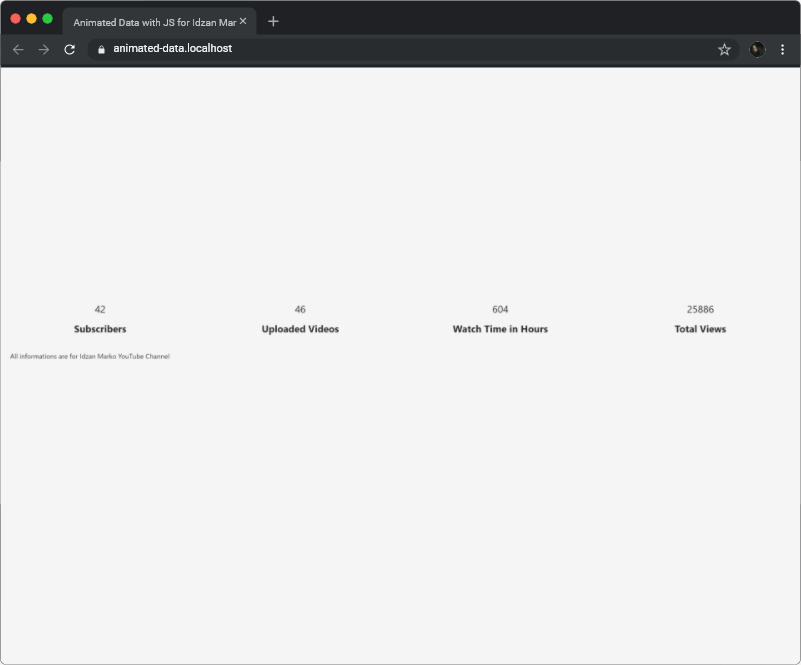 Animated Data with JS for Idzan Mar
animated-data.localhost
42 46 604 25886
Subscribers Uploaded Videos Watch Time in Hours Total Views
All informations are for Idzan Marko YouTube Channel